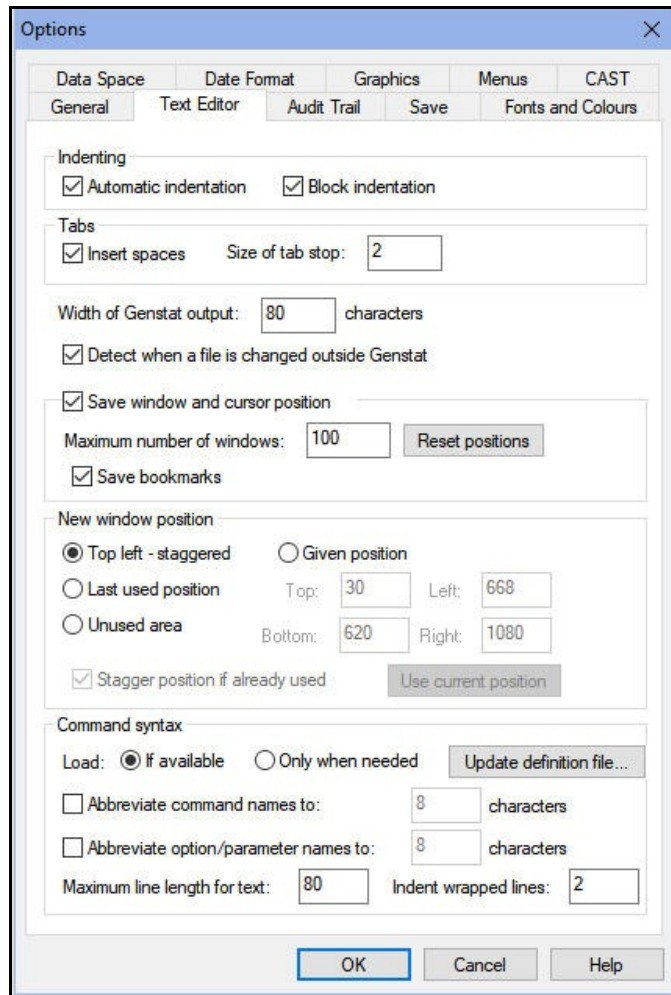 Options
Data Space Date Format Graphics Menus CAST
General Text Editor Audit Trail Save Fonts and Colours
Indenting
Automatic indentation Block indentation
Tabs
Insert spaces Size of tab stop: 2
Width of Genstat output: 80 characters
Detect when a file is changed outside Genstat
Save window and cursor position
Maximum number of windows: 100 Reset positions
Save bookmarks
New window position
Top left - staggered Given position
Last used position Top: 30 Left: 668
Unused area Bottom: 620 Right: 1080
Stagger position if already used Use current position
Command syntax
Load: If available Only when needed Update definition file...
Abbreviate command names to: 8 characters
Abbreviate option/parameter names to: 8 characters
Maximum line length for text: 80 Indent wrapped lines: 2
OK Cancel Help